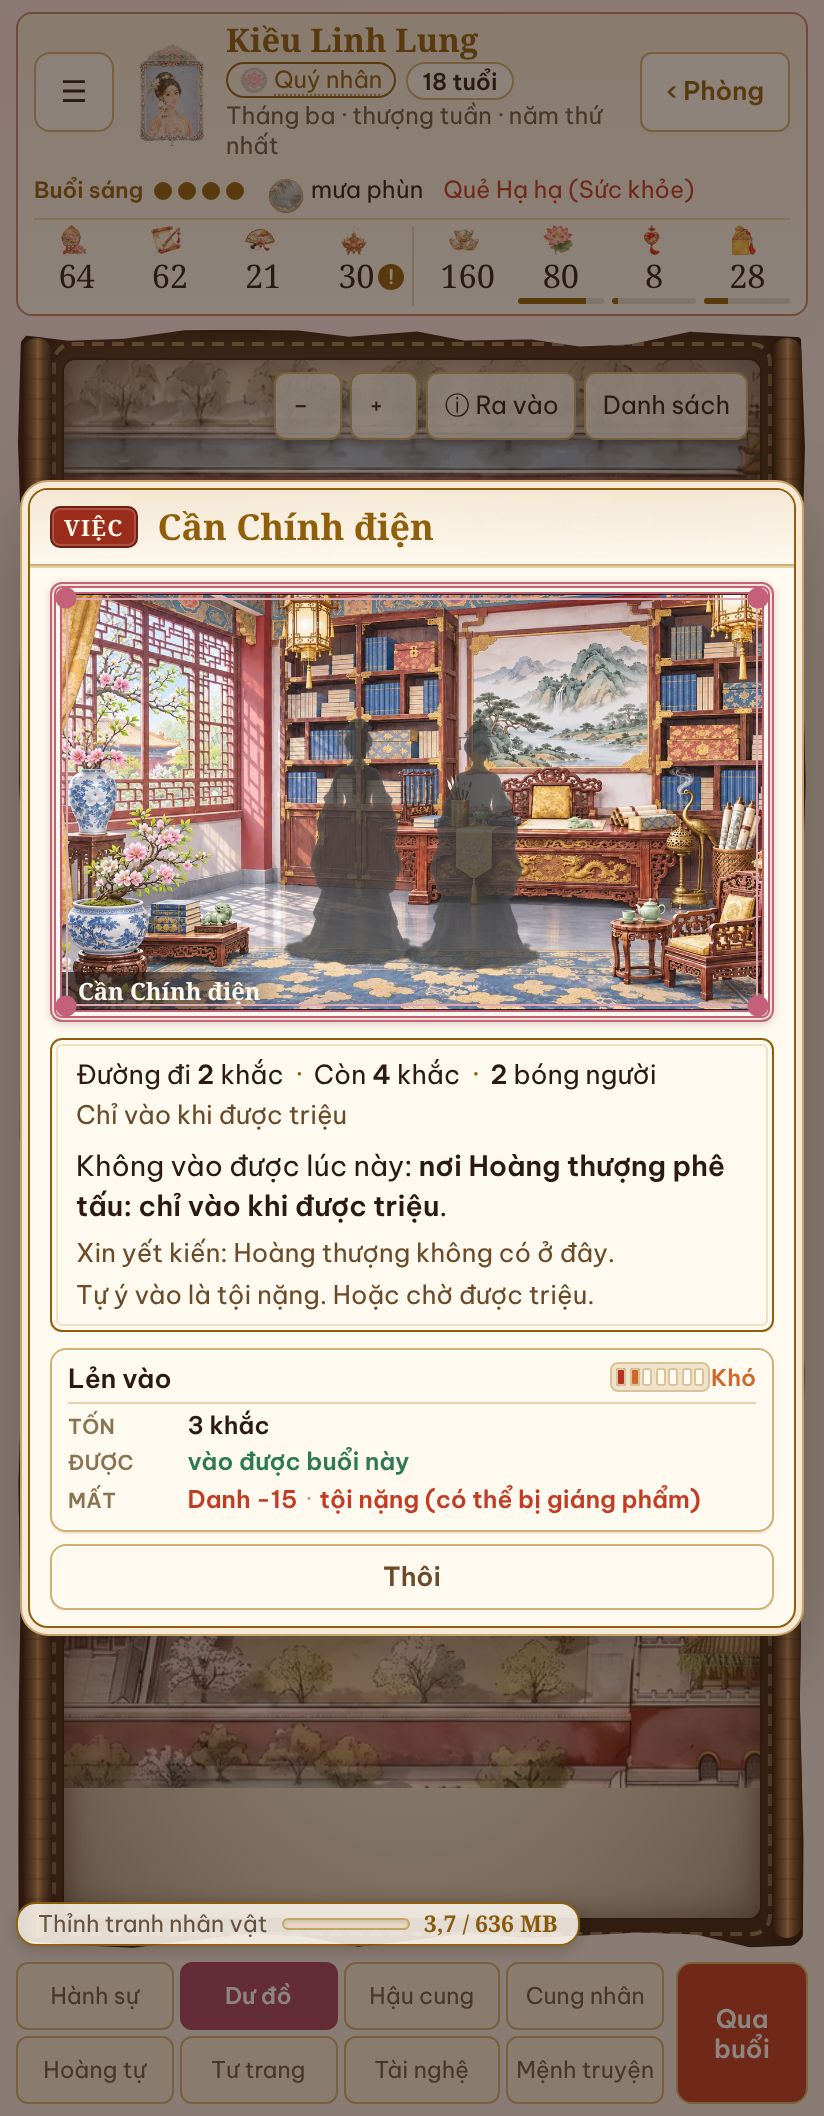 Kiều Linh Lung
☰
Quý nhân
18 tuổi
‹ Phòng
Tháng ba · thượng tuần · năm thứ
nhất
Buổi sáng
mưa phùn
Quẻ Hạ hạ (Sức khỏe)
64 62 21 30 ! 160 80 8 28
− + ⓘ Ra vào Danh sách
VIỆC Cần Chính điện
Cần Chính điện
Đường đi 2 khắc · Còn 4 khắc · 2 bóng người
Chỉ vào khi được triệu
Không vào được lúc này: nơi Hoàng thượng phê
tấu: chỉ vào khi được triệu.
Xin yết kiến: Hoàng thượng không có ở đây.
Tự ý vào là tội nặng. Hoặc chờ được triệu.
Lẻn vào Khó
TỐN 3 khắc
ĐƯỢC vào được buổi này
MẤT Danh -15 · tội nặng (có thể bị giáng phẩm)
Thôi
Thỉnh tranh nhân vật 3,7 / 636 MB
Hành sự Dư đồ Hậu cung Cung nhân
Qua
buổi
Hoàng tự Tư trang Tài nghệ Mệnh truyện